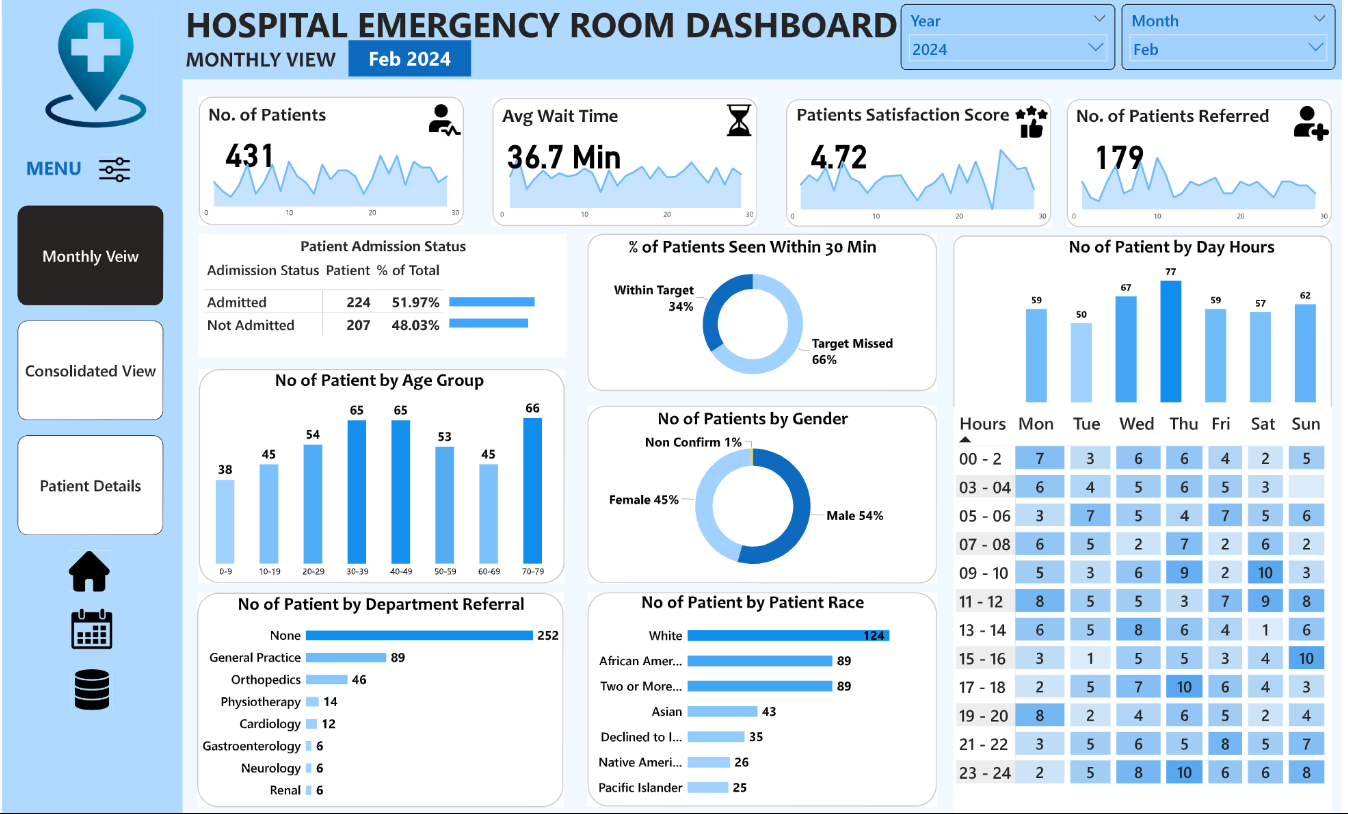 HOSPITAL EMERGENCY ROOM DASHBOARD
MONTHLY VIEW Feb 2024
Year
2024
Month
Feb
MENU
Monthly Veiw
Consolidated View
Patient Details
No. of Patients
431
0 10 20 30
Avg Wait Time
36.7 Min
0 10 20 30
Patients Satisfaction Score
4.72
0 10 20 30
No. of Patients Referred
179
0 10 20 30
Patient Admission Status
Adimission Status Patient % of Total
Admitted 224 51.97%
Not Admitted 207 48.03%
% of Patients Seen Within 30 Min
Within Target
34%
Target Missed
66%
No of Patient by Age Group
38 45 54 65 65 53 45 66
0-9 10-19 20-29 30-39 40-49 50-59 60-69 70-79
No of Patients by Gender
Non Confirm 1%
Female 45%
Male 54%
No of Patient by Department Referral
None 252
General Practice 89
Orthopedics 46
Physiotherapy 14
Cardiology 12
Gastroenterology 6
Neurology 6
Renal 6
No of Patient by Patient Race
White 124
African Amer... 89
Two or More... 89
Asian 43
Declined to I... 35
Native Ameri... 26
Pacific Islander 25
No of Patient by Day Hours
59 50 67 77 59 57 62
Hours Mon Tue Wed Thu Fri Sat Sun
00 - 2 7 3 6 6 4 2 5
03 - 04 6 4 5 6 5 3
05 - 06 3 7 5 4 7 5 6
07 - 08 6 5 2 7 2 6 2
09 - 10 5 3 6 9 2 10 3
11 - 12 8 5 5 3 7 9 8
13 - 14 6 5 8 6 4 1 6
15 - 16 3 1 5 5 3 4 10
17 - 18 2 5 7 10 6 4 3
19 - 20 8 2 4 6 5 2 4
21 - 22 3 5 6 5 8 5 7
23 - 24 2 5 8 10 6 6 8